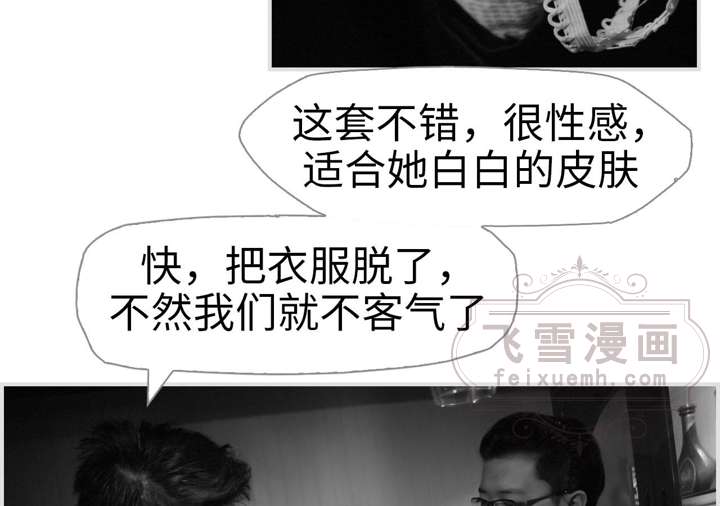 这套不错，很性感，
适合她白白的皮肤
快，把衣服脱了，
不然我们就不客气了
飞雪漫画
feixuemh.com